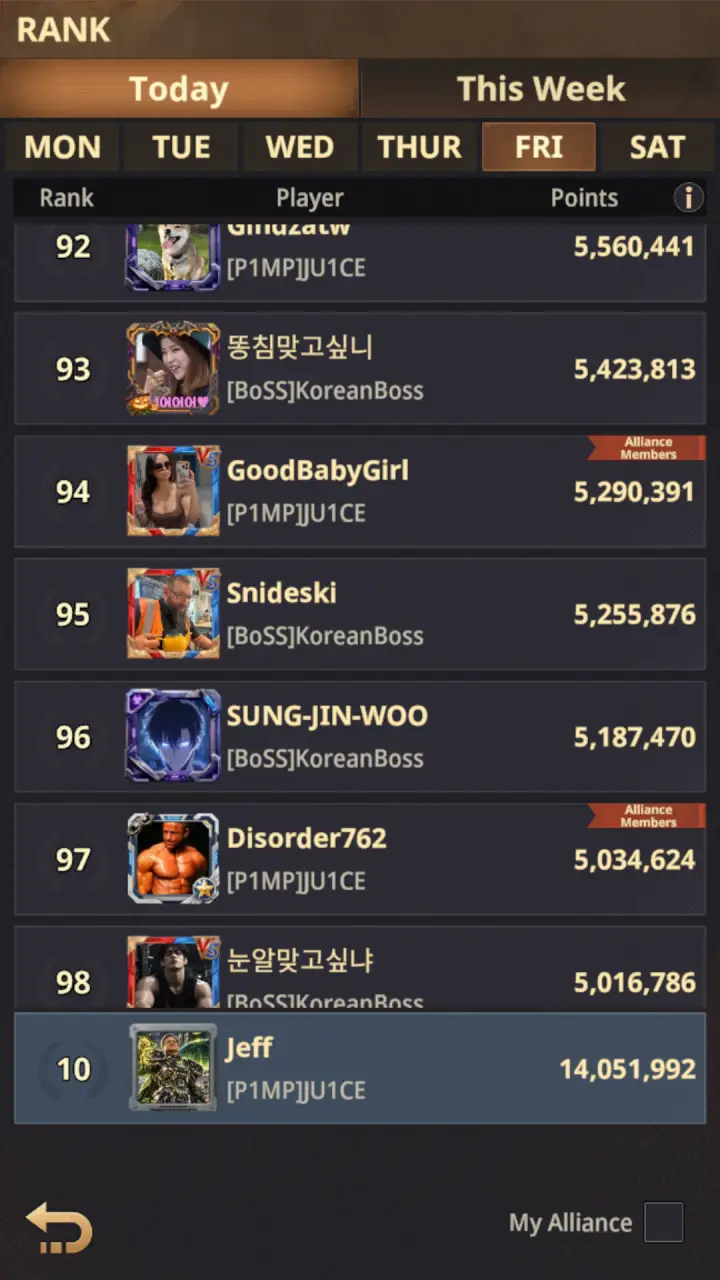 RANK
Today
This Week
MON
TUE
WED
THUR
FRI
SAT
Rank
Player
Points
92
[P1MP]JU1CE
5,560,441
93
똥침맞고싶니
[BoSS]KoreanBoss
5,423,813
Alliance
Members
94
GoodBabyGirl
[P1MP]JU1CE
5,290,391
95
Snideski
[BoSS]KoreanBoss
5,255,876
96
SUNG-JIN-WOO
[BoSS]KoreanBoss
5,187,470
Alliance
Members
97
Disorder762
[P1MP]JU1CE
5,034,624
98
눈알맞고싶냐
[BoSS]KoreanBoss
5,016,786
10
Jeff
[P1MP]JU1CE
14,051,992
My Alliance